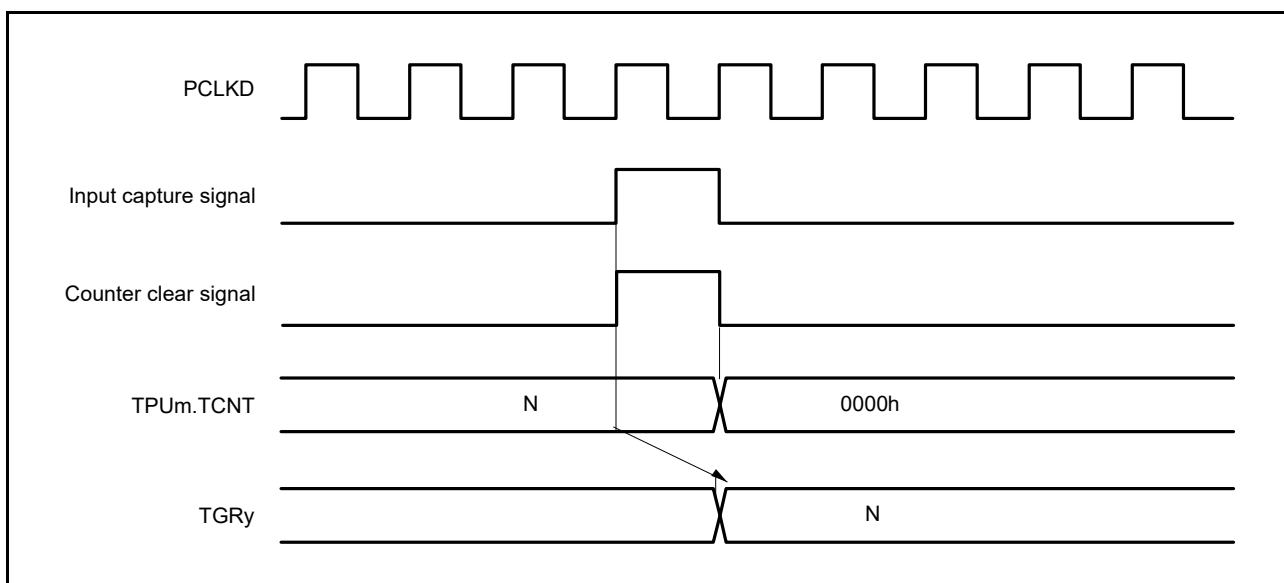 PCLKD
Input capture signal
Counter clear signal
TPUm.TCNT N 0000h
TGRy N